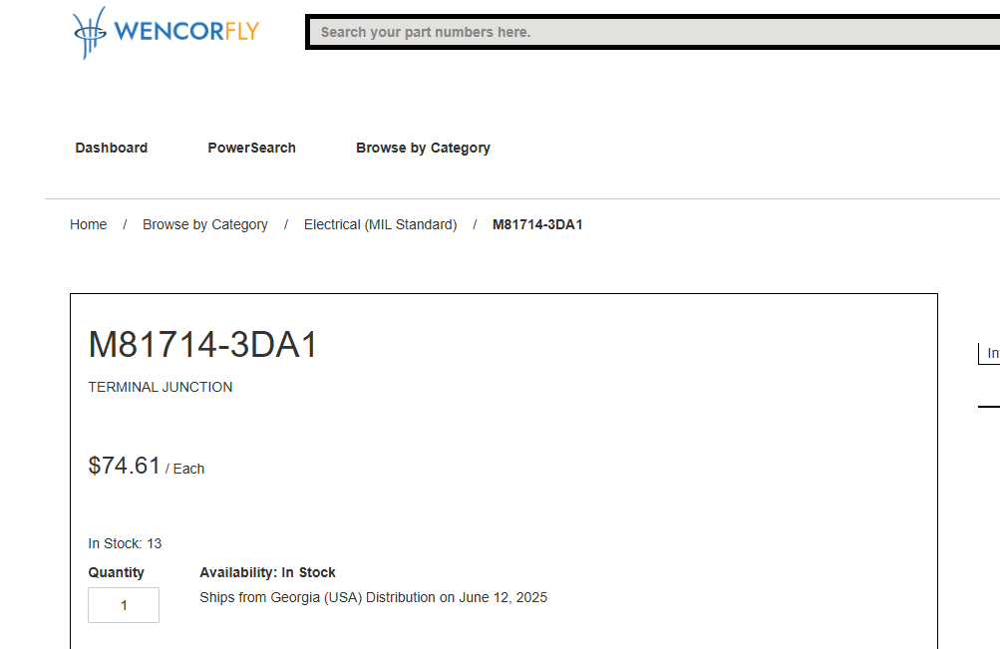 WENCORFLY
Search your part numbers here.
Dashboard PowerSearch Browse by Category
Home / Browse by Category / Electrical (MIL Standard) / M81714-3DA1
M81714-3DA1
TERMINAL JUNCTION
$74.61 / Each
In Stock: 13
Quantity Availability: In Stock
1 Ships from Georgia (USA) Distribution on June 12, 2025